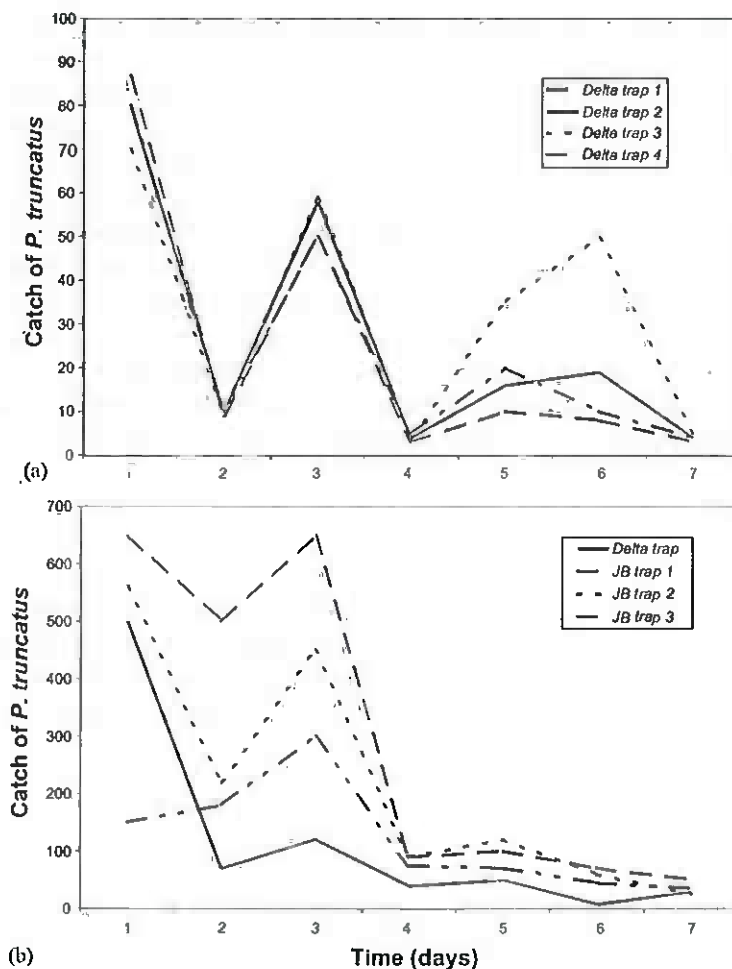 100
90
80
70
60
50
40
30
20
10
0
Catch of P. truncatus
Delta trap 1
Delta trap 2
Delta trap 3
Delta trap 4
1 2 3 4 5 6 7
(a)
700
600
500
400
300
200
100
0
Catch of P. truncatus
Delta trap
JB trap 1
JB trap 2
JB trap 3
1 2 3 4 5 6 7
(b)
Time (days)